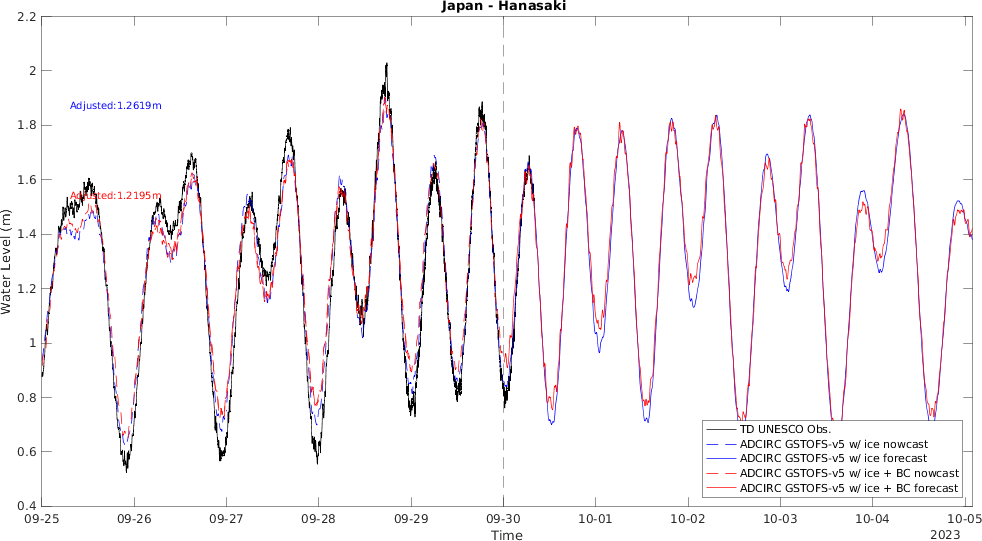 Japan - Hanasaki
2.2
2
1.8
1.6
1.4
1.2
1
0.8
0.6
0.4
Water Level (m)
Adjusted:1.2619m
Adjusted:1.2195m
TD UNESCO Obs.
ADCIRC GSTOFS-v5 w/ ice nowcast
ADCIRC GSTOFS-v5 w/ ice forecast
ADCIRC GSTOFS-v5 w/ ice + BC nowcast
ADCIRC GSTOFS-v5 w/ ice + BC forecast
09-25 09-26 09-27 09-28 09-29 09-30 10-01 10-02 10-03 10-04 10-05
Time
2023